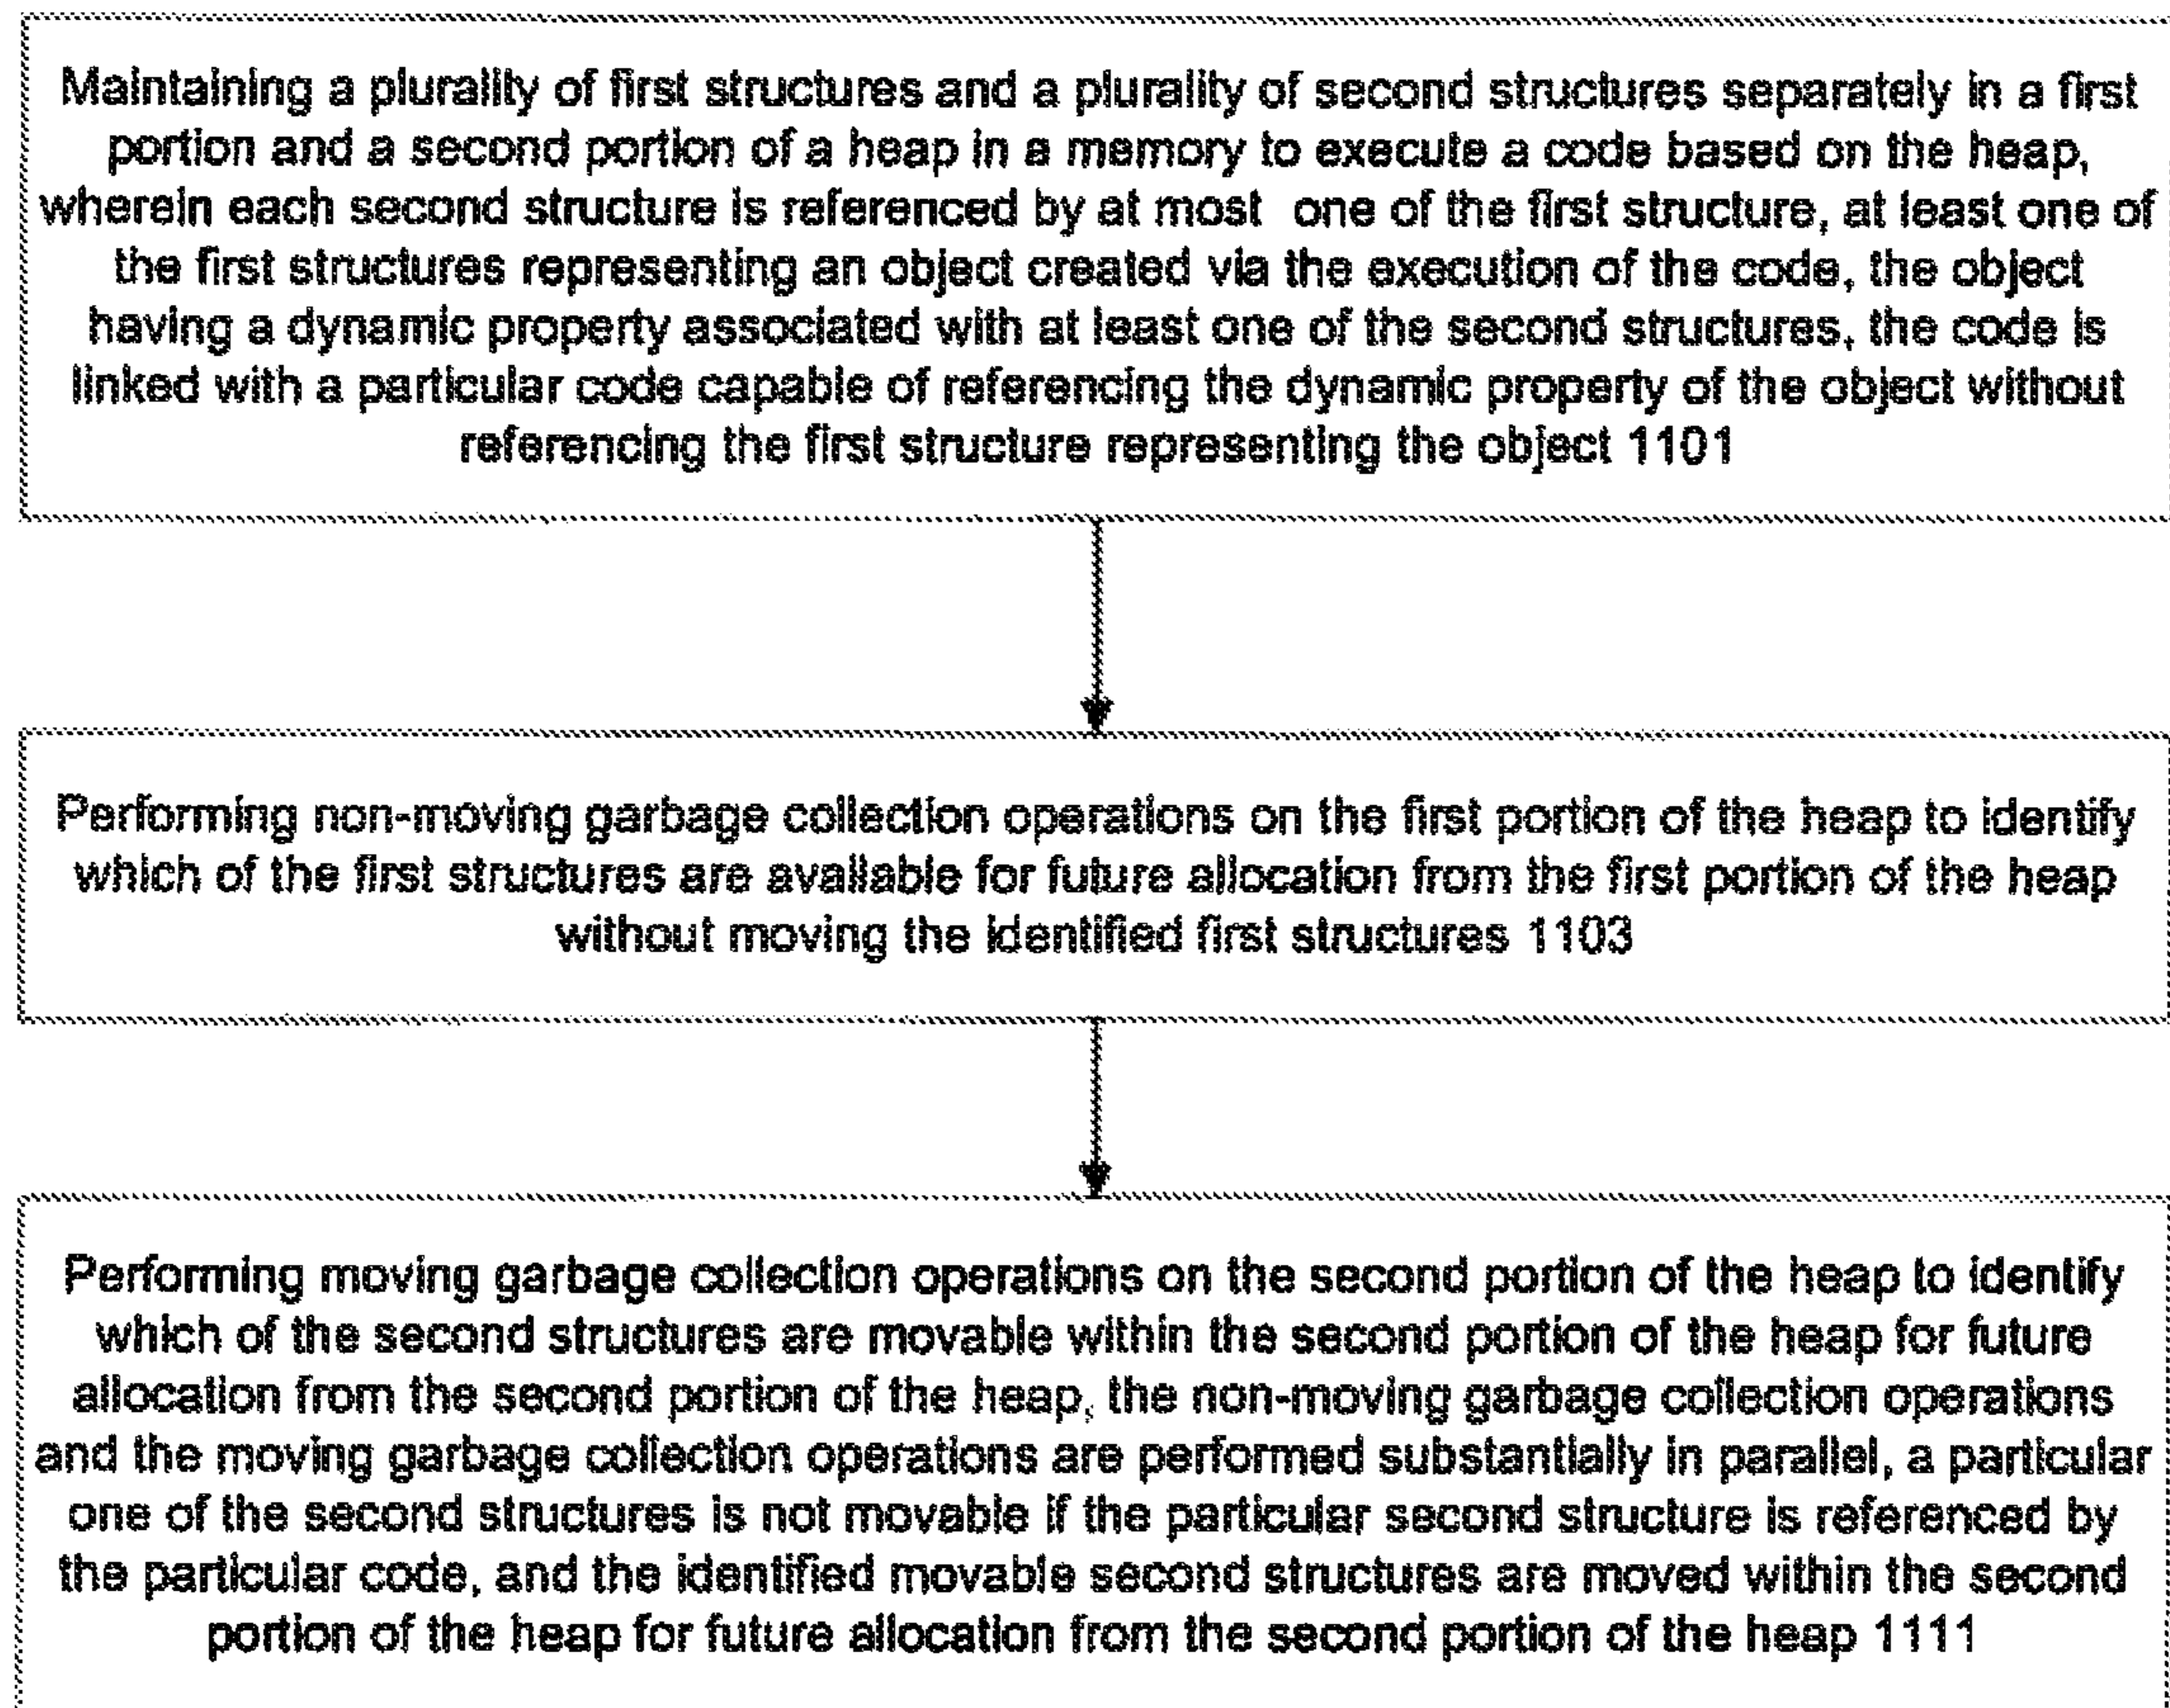 Maintaining a plurality of first structures and a plurality of second structures separately in a first
portion and a second portion of a heap in a memory to execute a code based on the heap,
wherein each second structure is referenced by at most one of the first structure, at least one of
the first structures representing an object created via the execution of the code, the object
having a dynamic property associated with at least one of the second structures, the code is
linked with a particular code capable of referencing the dynamic property of the object without
referencing the first structure representing the object 1101
Performing non-moving garbage collection operations on the first portion of the heap to identify
which of the first structures are available for future allocation from the first portion of the heap
without moving the identified first structures 1103
Performing moving garbage collection operations on the second portion of the heap to identify
which of the second structures are movable within the second portion of the heap for future
allocation from the second portion of the heap, the non-moving garbage collection operations
and the moving garbage collection operations are performed substantially in parallel, a particular
one of the second structures is not movable if the particular second structure is referenced by
the particular code, and the identified movable second structures are moved within the second
portion of the heap for future allocation from the second portion of the heap 1111